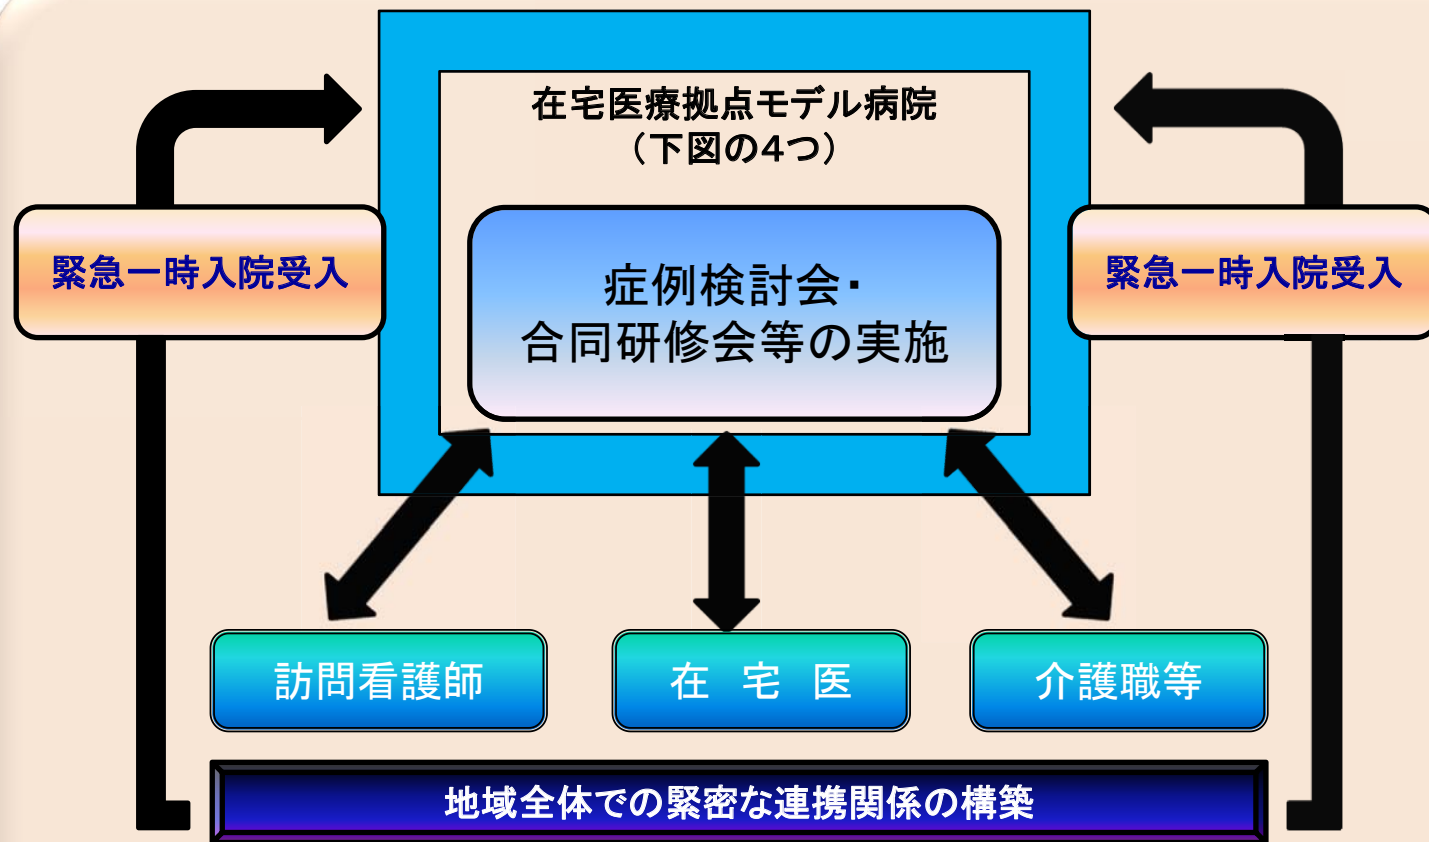 在宅医療拠点モデル病院
（下図の4つ）
緊急一時入院受入
症例検討会・
合同研修会等の実施
緊急一時入院受入
訪問看護師
在　宅　医
介護職等
地域全体での緊密な連携関係の構築